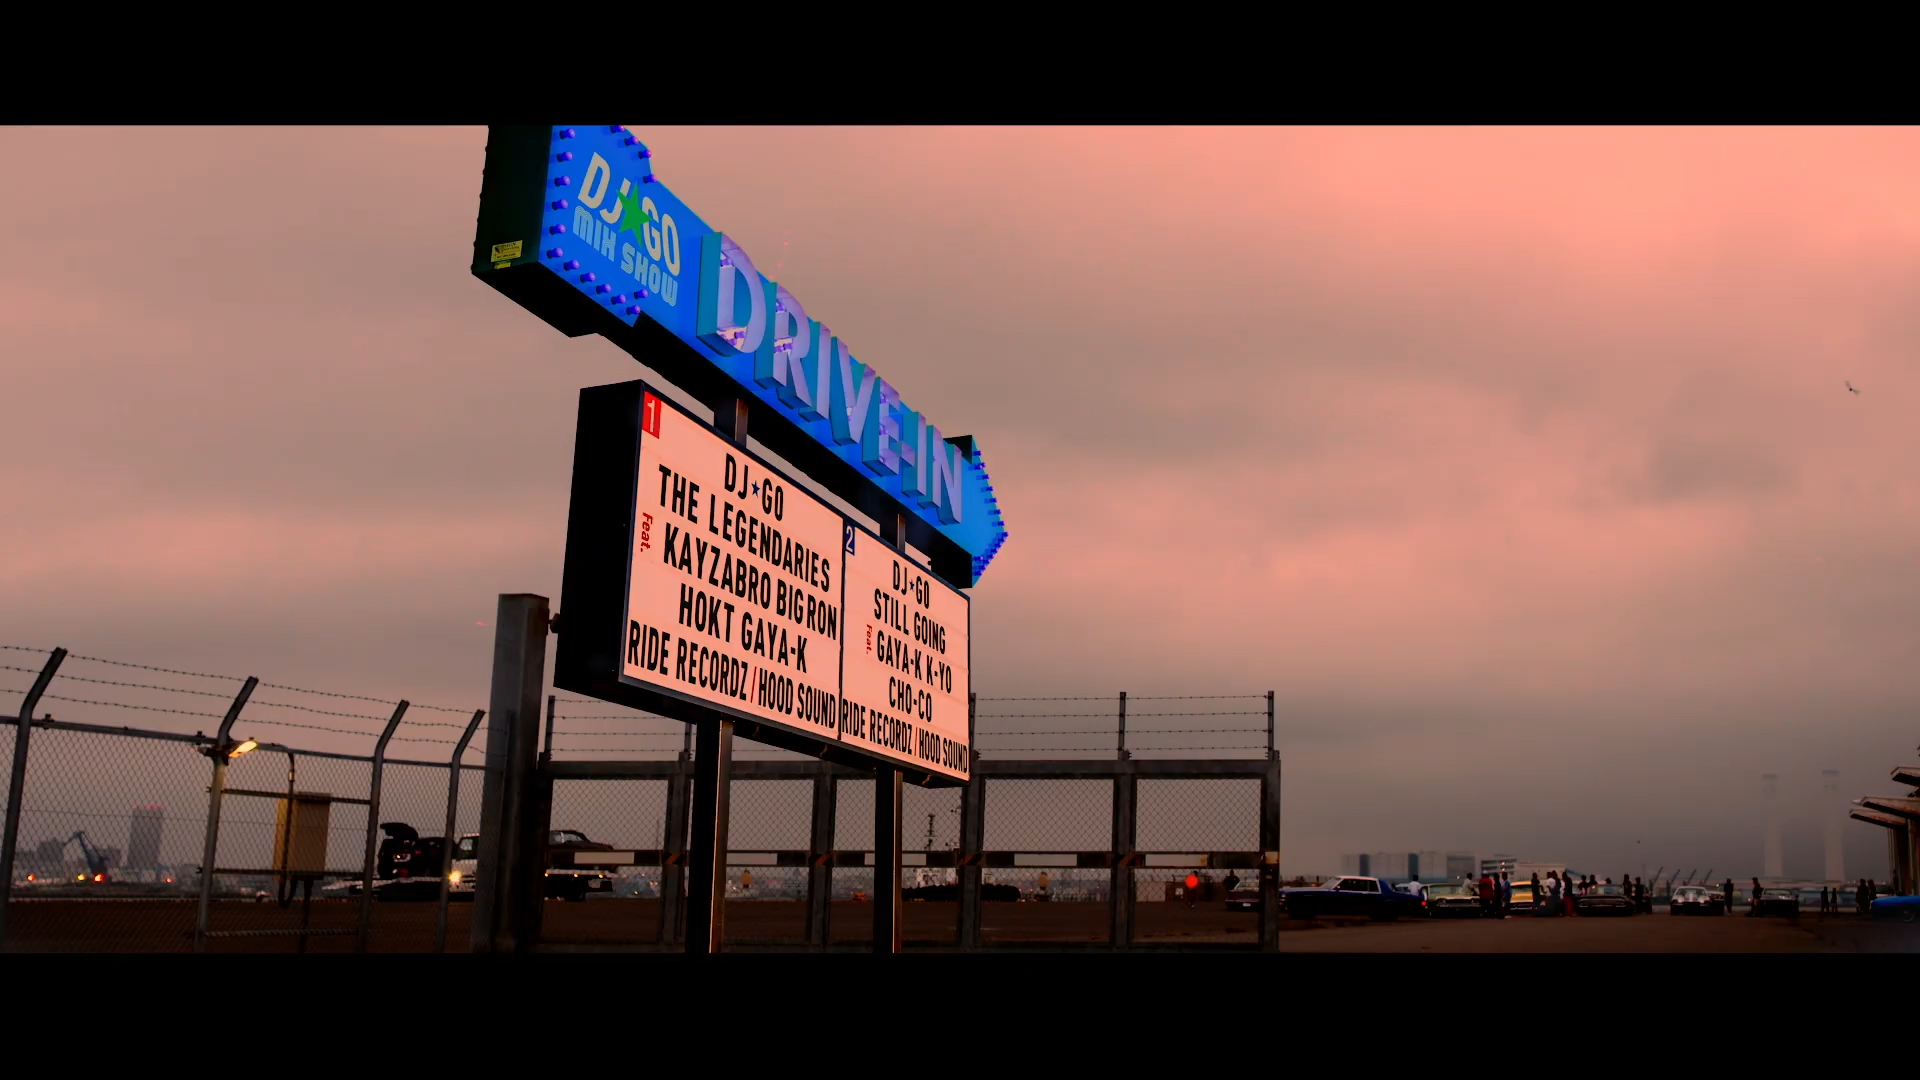 DJ★GO
MIX SHOW
DRIVE-IN
1
DJ★GO
THE LEGENDARIES
Feat.
KAYZABRO BIG RON
HOKT GAYA-K
RIDE RECORDZ / HOOD SOUND
2
DJ★GO
STILL GOING
Feat.
GAYA-K K-YO
CHO-CO
RIDE RECORDZ / HOOD SOUND